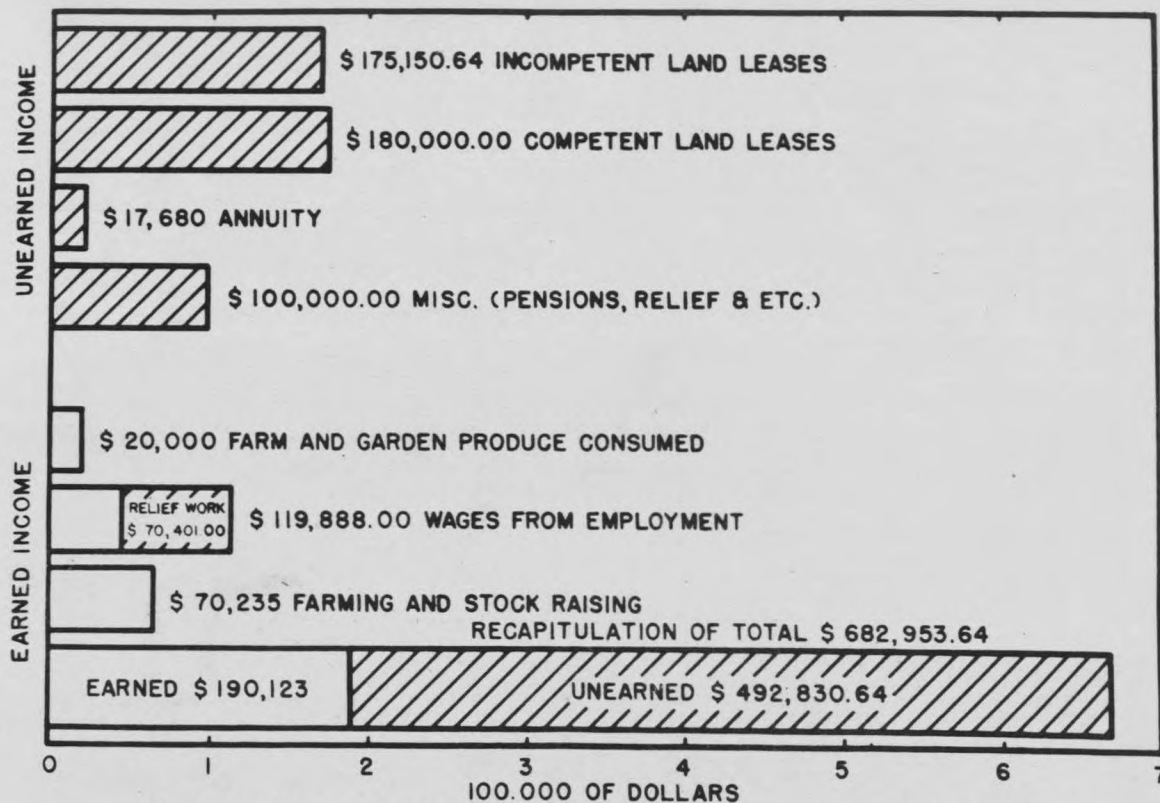 UNEARNED INCOME
$175,150.64 INCOMPETENT LAND LEASES
$180,000.00 COMPETENT LAND LEASES
$17,680 ANNUITY
$100,000.00 MISC. (PENSIONS, RELIEF & ETC.)
EARNED INCOME
$20,000 FARM AND GARDEN PRODUCE CONSUMED
RELIEF WORK
$70,401.00
$119,888.00 WAGES FROM EMPLOYMENT
$70,235 FARMING AND STOCK RAISING
RECAPITULATION OF TOTAL $682,953.64
EARNED $190,123
UNEARNED $492,830.64
0 1 2 3 4 5 6 7
100.000 OF DOLLARS